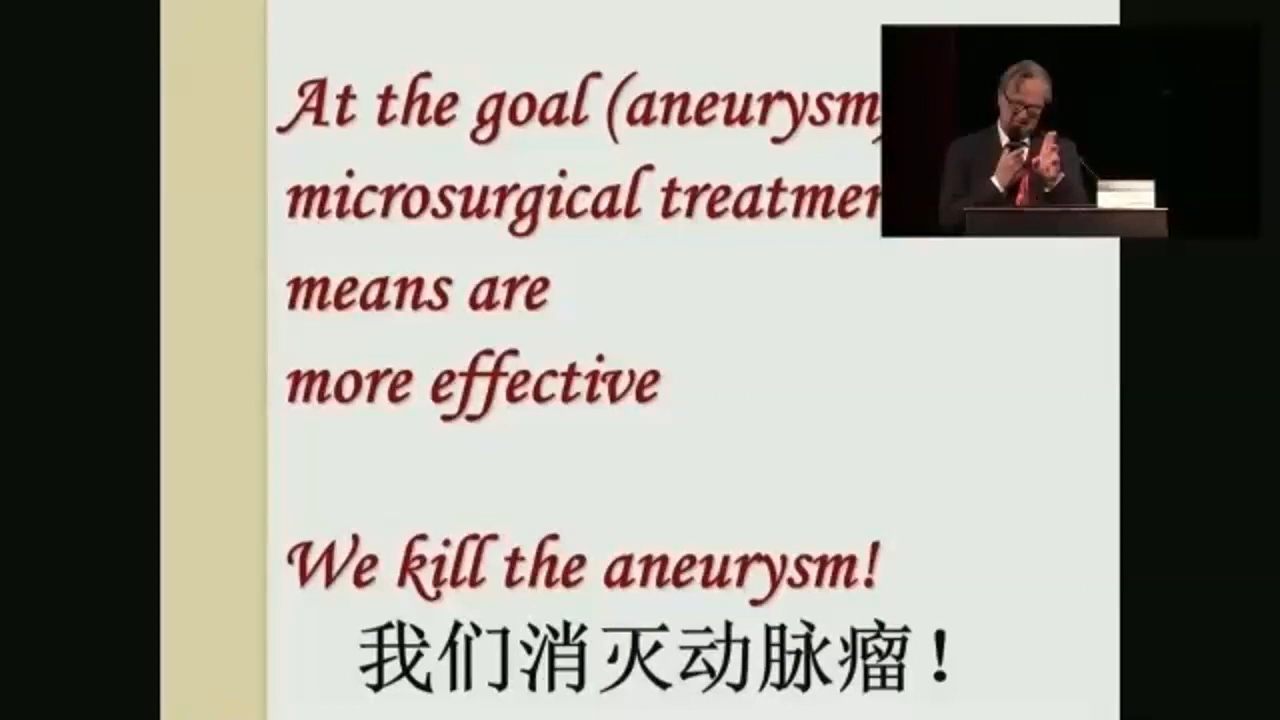 At the goal (aneurysm)
microsurgical
means are
more effective
We kill the aneurysm!
我们消灭动脉瘤！